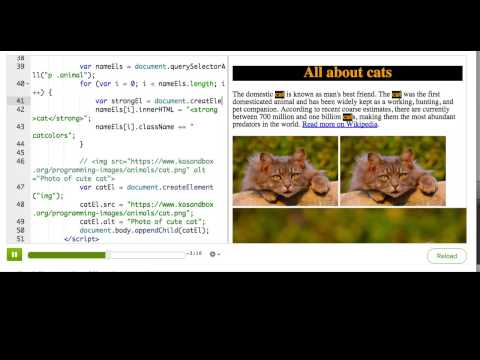 38
39 var nameEls = document.querySelectorA
ll("p .animal");
40 for (var i = 0; i < nameEls.length; i
++) {
41 var strongEl = document.creatEle
42 nameEls[i].innerHTML = "<strong
>cat</strong>";
43 nameEls[i].className == "
catcolors";
44 }
45
46 // <img src="https://www.kasandbox
.org/programming-images/animals/cat.png" alt
="Photo of cute cat">
47 var catEl = document.createElement
("img");
48 catEl.src = "https://www.kasandbox
.org/programming-images/animals/cat.png";
49 catEl.alt = "Photo of cute cat";
50 document.body.appendChild(catEl);
51 </script>
All about cats
The domestic cat is known as man's best friend. The cat was the first
domesticated animal and has been widely kept as a working, hunting, and
pet companion. According to recent coarse estimates, there are currently
between 700 million and one billion cats, making them the most abundant
predators in the world. Read more on Wikipedia.
Reload